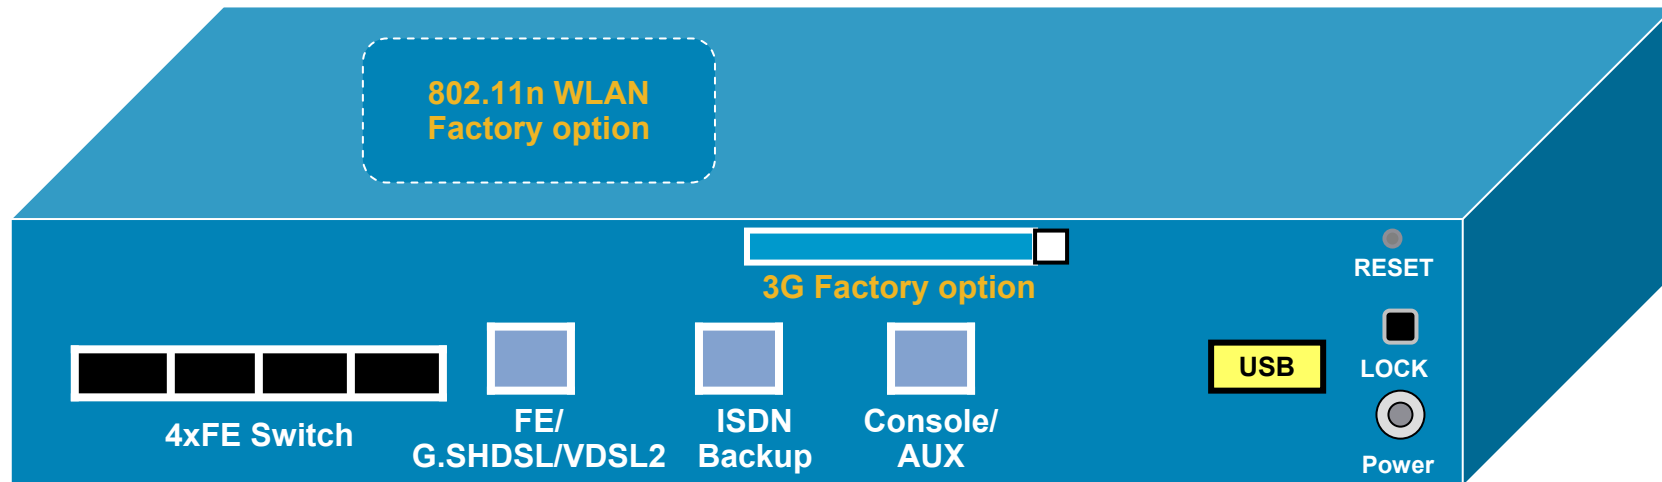 802.11n WLAN
Factory option
3G Factory option
RESET
USB
LOCK
4xFE Switch
FE/
G.SHDSL/VDSL2
ISDN
Backup
Console/
AUX
Power